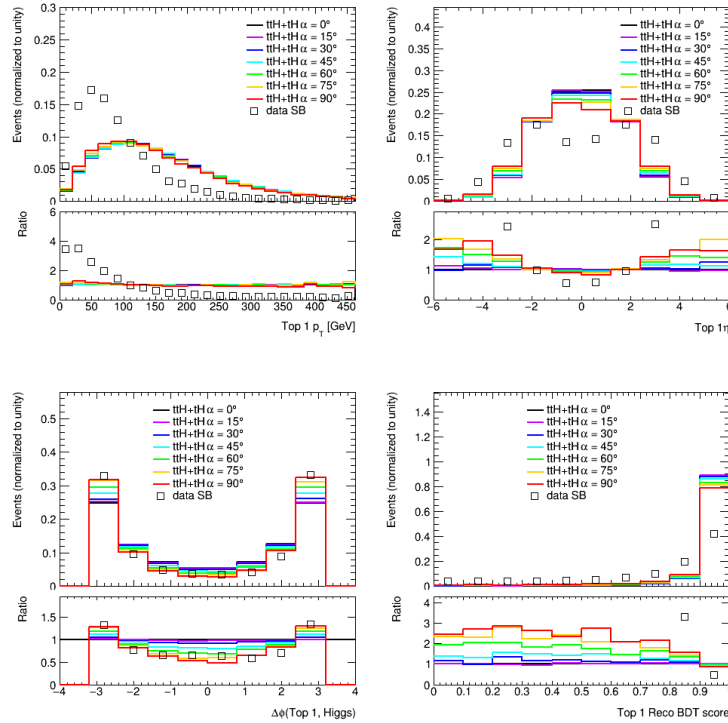 Events (normalized to unity)
0.3
0.25
0.2
0.15
0.1
0.05
0
ttH+tH α = 0°
ttH+tH α = 15°
ttH+tH α = 30°
ttH+tH α = 45°
ttH+tH α = 60°
ttH+tH α = 75°
ttH+tH α = 90°
data SB
Ratio
6
4
2
0
0 50 100 150 200 250 300 350 400 450
Top 1 p_T [GeV]
Events (normalized to unity)
0.4
0.35
0.3
0.25
0.2
0.15
0.1
0.05
0
ttH+tH α = 0°
ttH+tH α = 15°
ttH+tH α = 30°
ttH+tH α = 45°
ttH+tH α = 60°
ttH+tH α = 75°
ttH+tH α = 90°
data SB
Ratio
2
1
0
−6 −4 −2 0 2 4 6
Top 1η
Events (normalized to unity)
0.5
0.4
0.3
0.2
0.1
0
ttH+tH α = 0°
ttH+tH α = 15°
ttH+tH α = 30°
ttH+tH α = 45°
ttH+tH α = 60°
ttH+tH α = 75°
ttH+tH α = 90°
data SB
Ratio
1.5
1
0.5
0
−4 −3 −2 −1 0 1 2 3 4
Δϕ(Top 1, Higgs)
Events (normalized to unity)
1.4
1.2
1
0.8
0.6
0.4
0.2
0
ttH+tH α = 0°
ttH+tH α = 15°
ttH+tH α = 30°
ttH+tH α = 45°
ttH+tH α = 60°
ttH+tH α = 75°
ttH+tH α = 90°
data SB
Ratio
4
3
2
1
0
0 0.1 0.2 0.3 0.4 0.5 0.6 0.7 0.8 0.9
Top 1 Reco BDT score